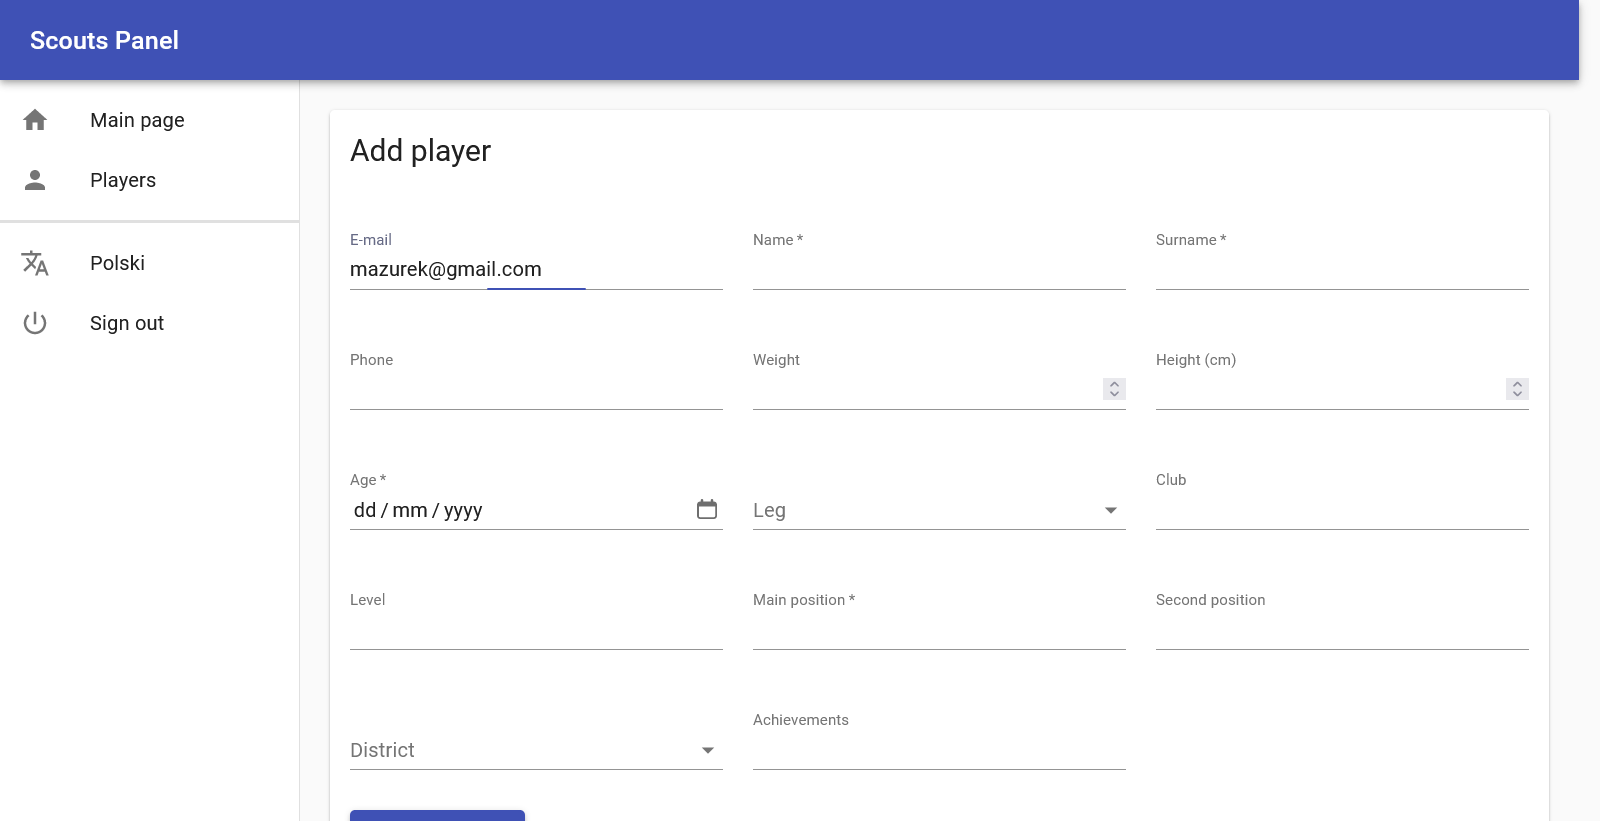 Scouts Panel
Main page
Players
Polski
Sign out
Add player
E-mail
mazurek@gmail.com
Name *
Surname *
Phone
Weight
Height (cm)
Age *
dd / mm / yyyy
Leg
Club
Level
Main position *
Second position
District
Achievements